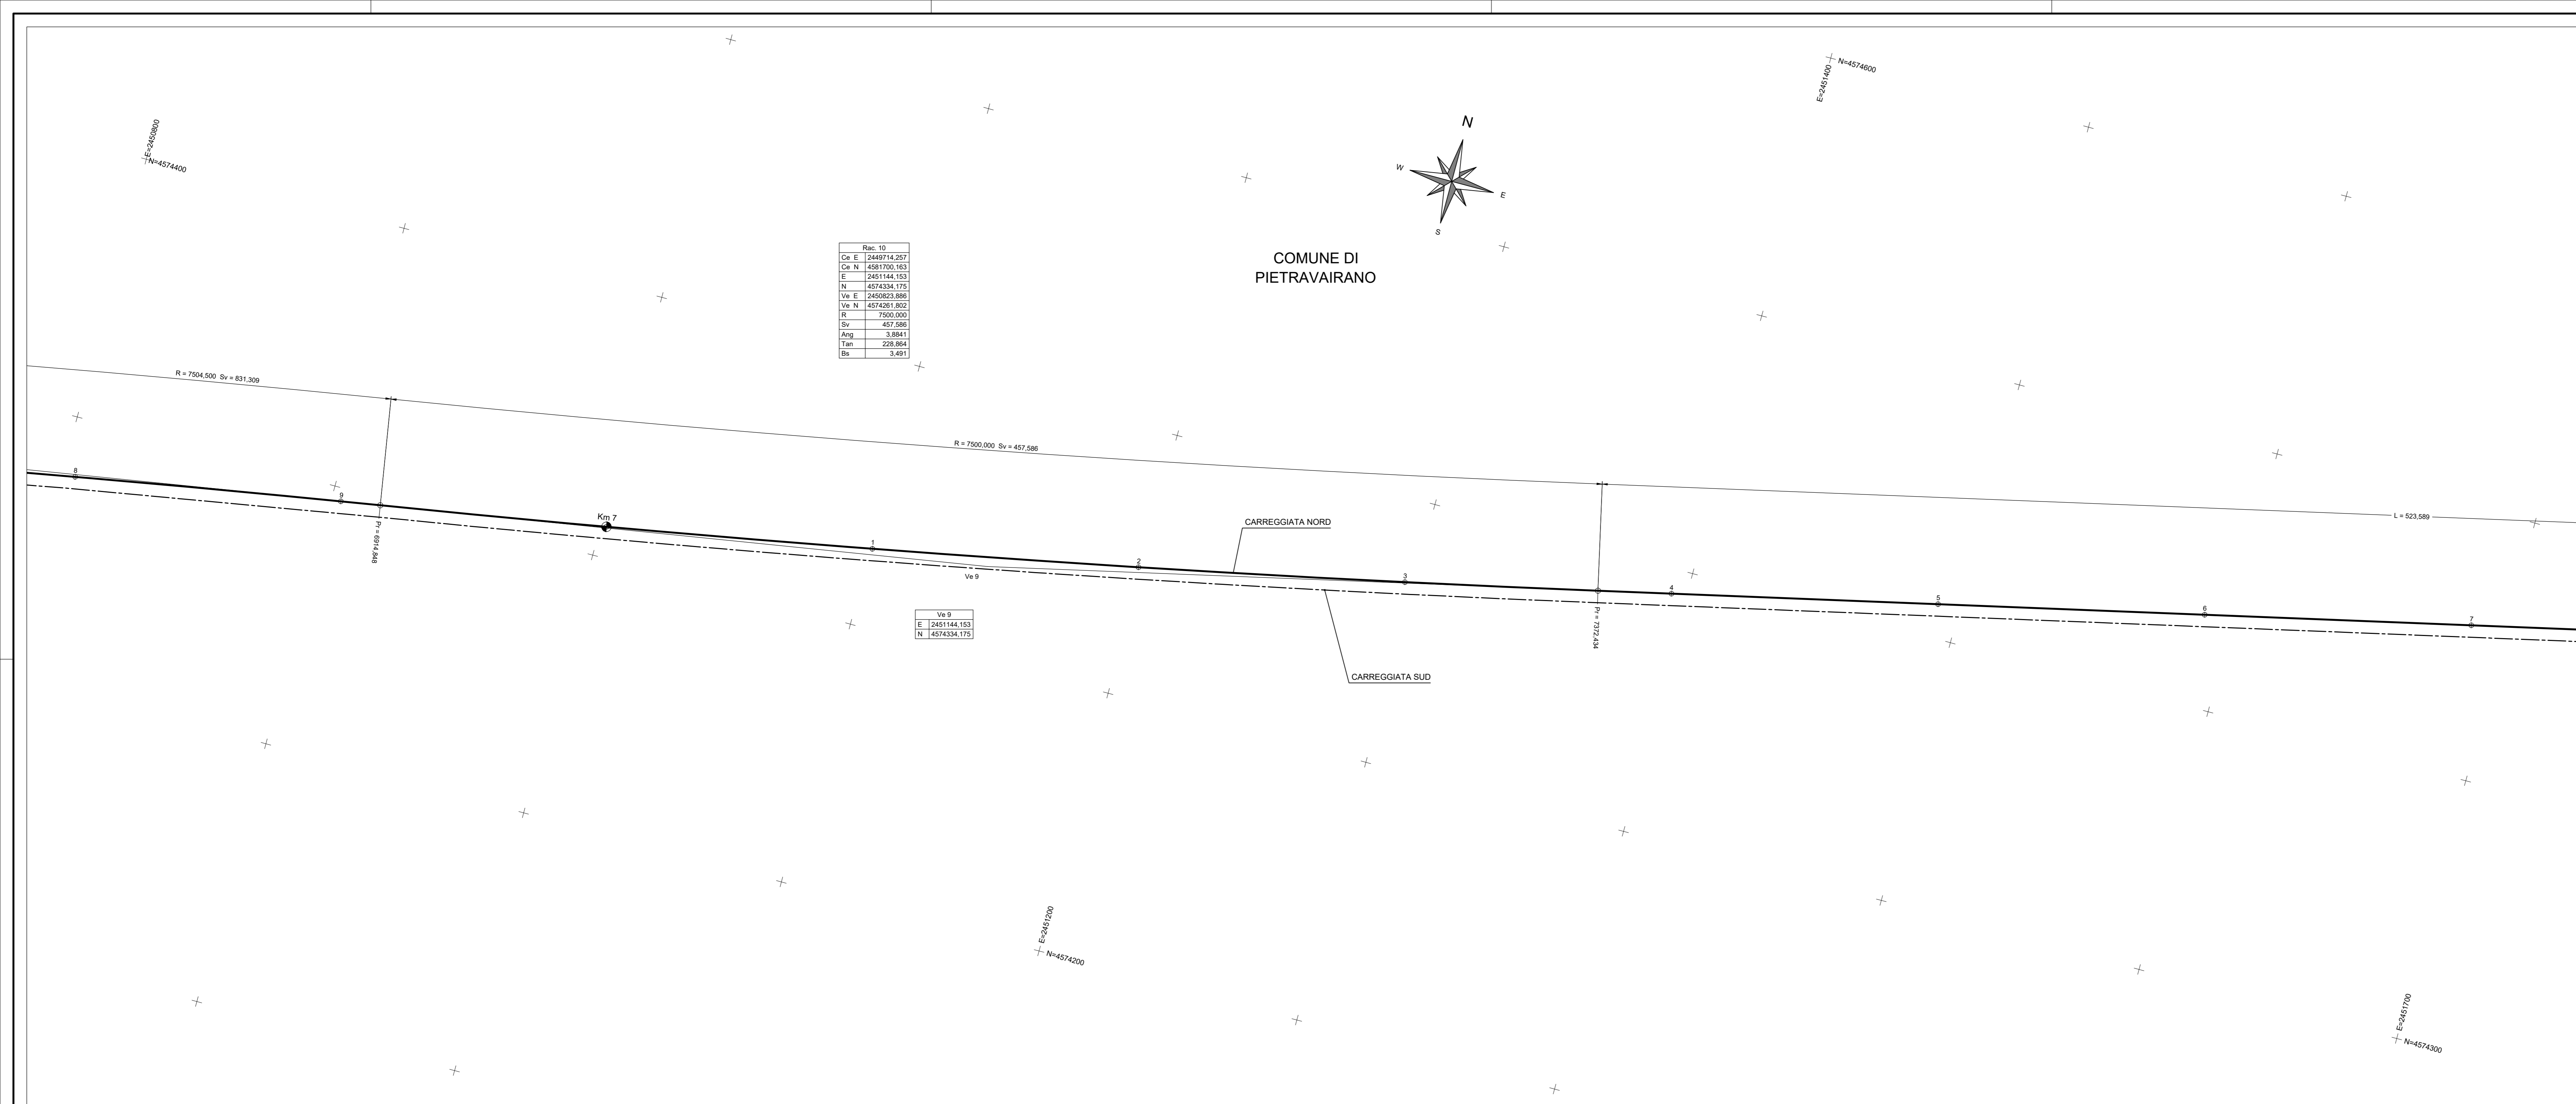 N=4574600
E=2451400
N
W
E
S
E=2450800
N=4574400
COMUNE DI
PIETRAVAIRANO
Rac. 10
Ce E 2449714,257
Ce N 4581700,163
E 2451144,153
N 4574334,175
Ve E 2450823,886
Ve N 4574261,802
R 7500,000
Sv 457,586
Ang 3,8841
Tan 228,864
Bs 3,491
R = 7504,500 Sv = 831,309
R = 7500,000 Sv = 457,586
L = 523,589
8
9
Km 7
1
2
3
4
5
6
7
Pr = 6914,848
CARREGGIATA NORD
Ve 9
Pr = 7372,434
Ve 9
E 2451144,153
N 4574334,175
CARREGGIATA SUD
E=2451200
N=4574200
E=2451700
N=4574300